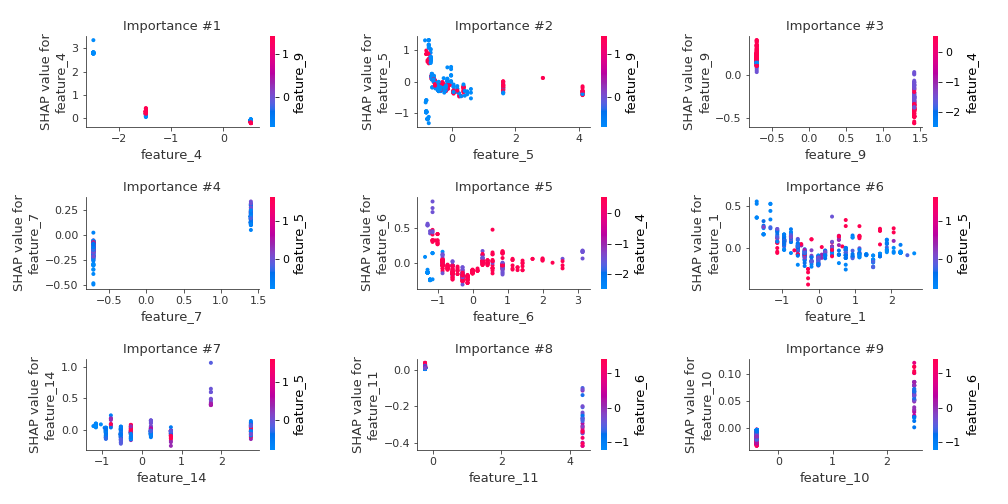 Importance #1
SHAP value for
feature_4
3
2
1
0
−2
−1
0
feature_4
1
0
feature_9
Importance #2
SHAP value for
feature_5
1
0
−1
0
2
4
feature_5
1
0
feature_9
Importance #3
SHAP value for
feature_9
0.0
−0.5
−0.5
0.0
0.5
1.0
1.5
feature_9
0
−1
−2
feature_4
Importance #4
SHAP value for
feature_7
0.25
0.00
−0.25
−0.50
−0.5
0.0
0.5
1.0
1.5
feature_7
1
0
feature_5
Importance #5
SHAP value for
feature_6
0.5
0.0
−1
0
1
2
3
feature_6
0
−1
−2
feature_4
Importance #6
SHAP value for
feature_1
0.5
0.0
−1
0
1
2
feature_1
1
0
feature_5
Importance #7
SHAP value for
feature_14
1.0
0.5
0.0
−1
0
1
2
feature_14
1
0
feature_5
Importance #8
SHAP value for
feature_11
0.0
−0.2
−0.4
0
2
4
feature_11
1
0
−1
feature_6
Importance #9
SHAP value for
feature_10
0.10
0.05
0.00
0
1
2
feature_10
1
0
−1
feature_6